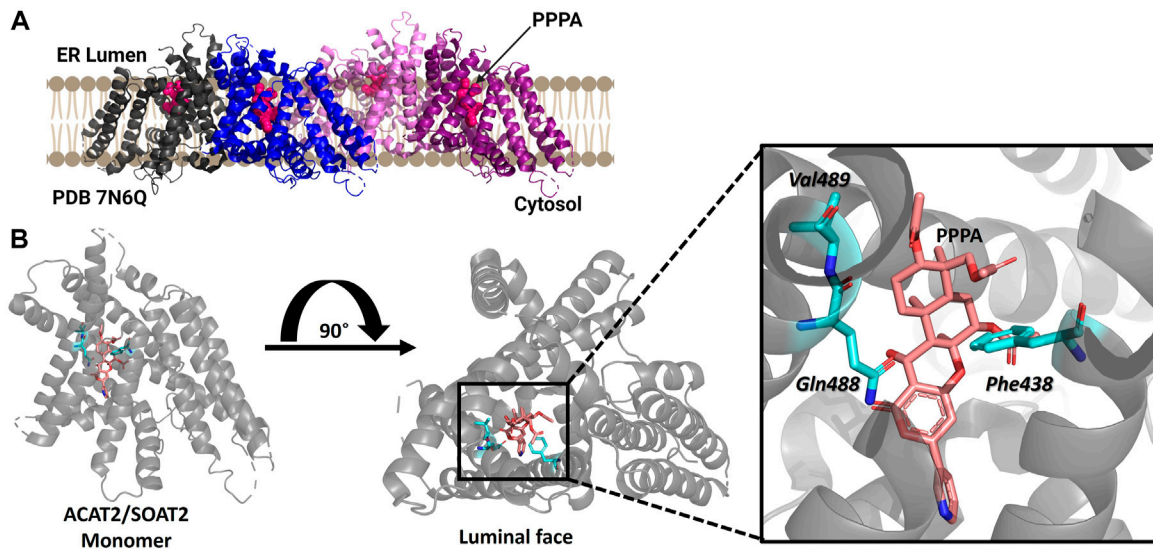 A
PPPA
ER Lumen
PDB 7N6Q
Cytosol
B
90°
ACAT2/SOAT2
Monomer
Luminal face
Val489
PPPA
Gln488
Phe438